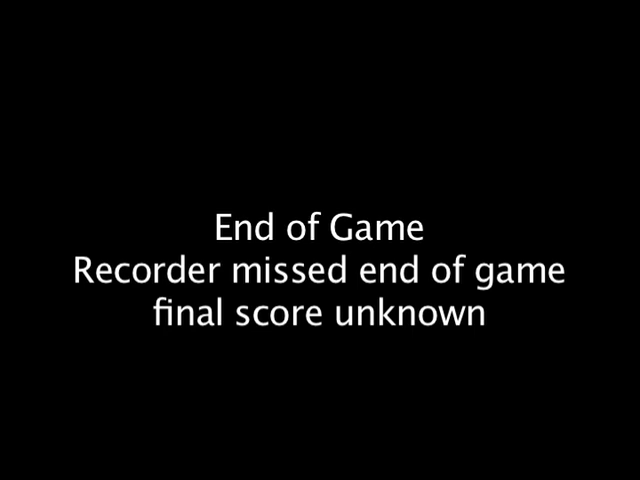 End of Game
Recorder missed end of game
final score unknown